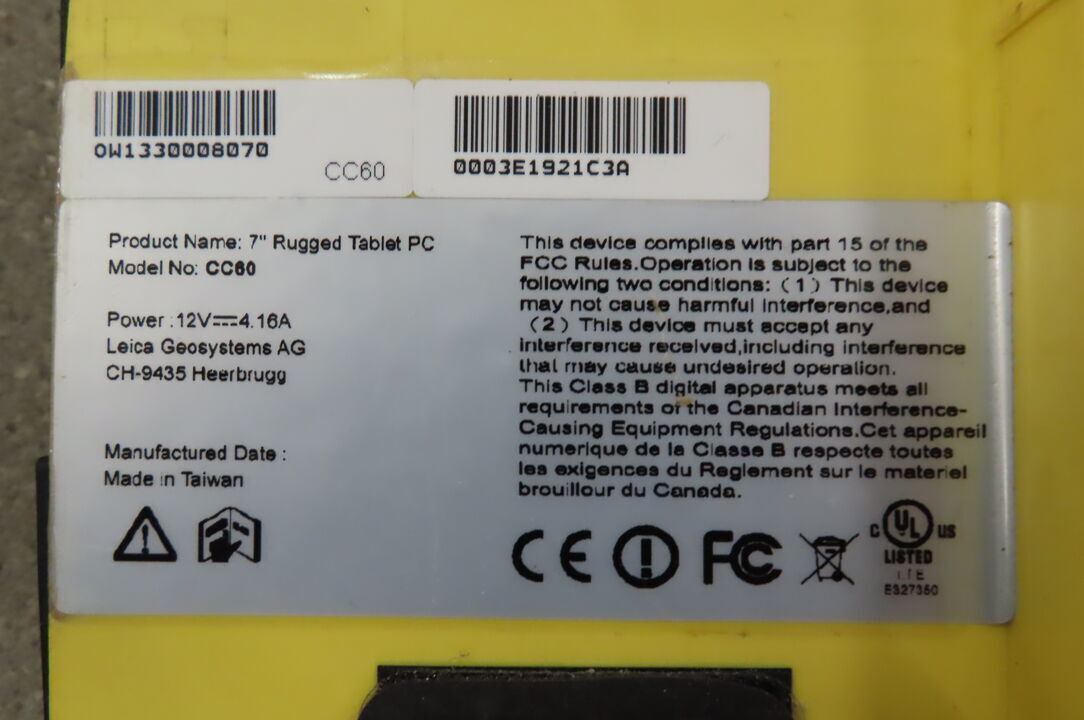 0W1330008070
CC60
0003E1921C3A
Product Name: 7" Rugged Tablet PC
Model No: CC60
Power :12V⎓4.16A
Leica Geosystems AG
CH-9435 Heerbrugg
Manufactured Date :
Made in Taiwan
This device complies with part 15 of the
FCC Rules.Operation is subject to the
following two conditions: (1) This device
may not cause harmful interference,and
(2) This device must accept any
interference received,including interference
that may cause undesired operation.
This Class B digital apparatus meets all
requirements of the Canadian Interference-
Causing Equipment Regulations.Cet appareil
numerique de la Classe B respecte toutes
les exigences du Reglement sur le materiel
brouillour du Canada.
CE FC C UL US
LISTED
I.T.E
E327360